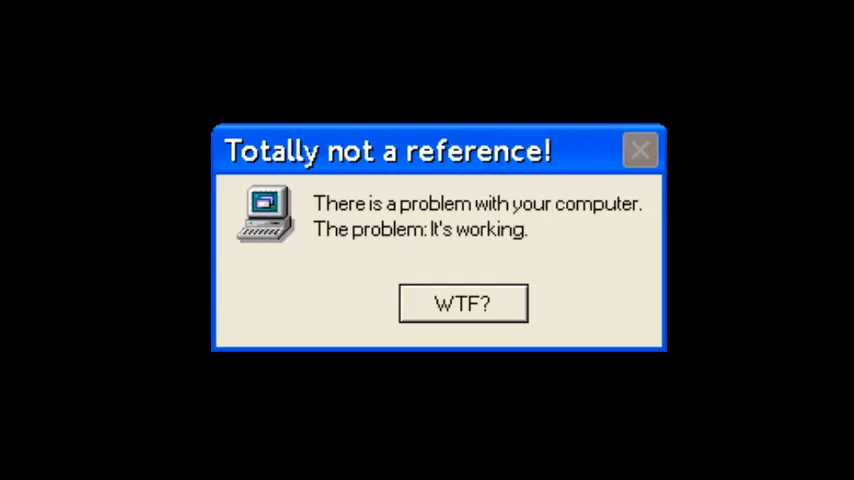 Totally not a reference!
There is a problem with your computer.
The problem: It's working.
WTF?